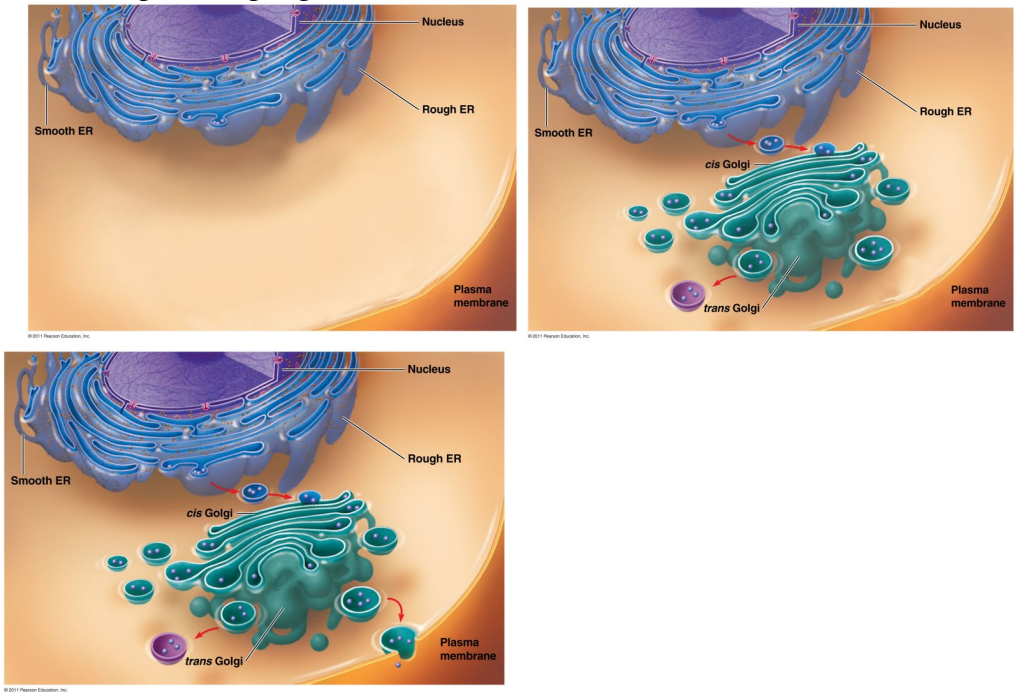 Nucleus
Rough ER
Smooth ER
Plasma
membrane
© 2011 Pearson Education, Inc.
Nucleus
Rough ER
Smooth ER
cis Golgi
Plasma
membrane
trans Golgi
© 2011 Pearson Education, Inc.
Nucleus
Rough ER
Smooth ER
cis Golgi
Plasma
membrane
trans Golgi
© 2011 Pearson Education, Inc.